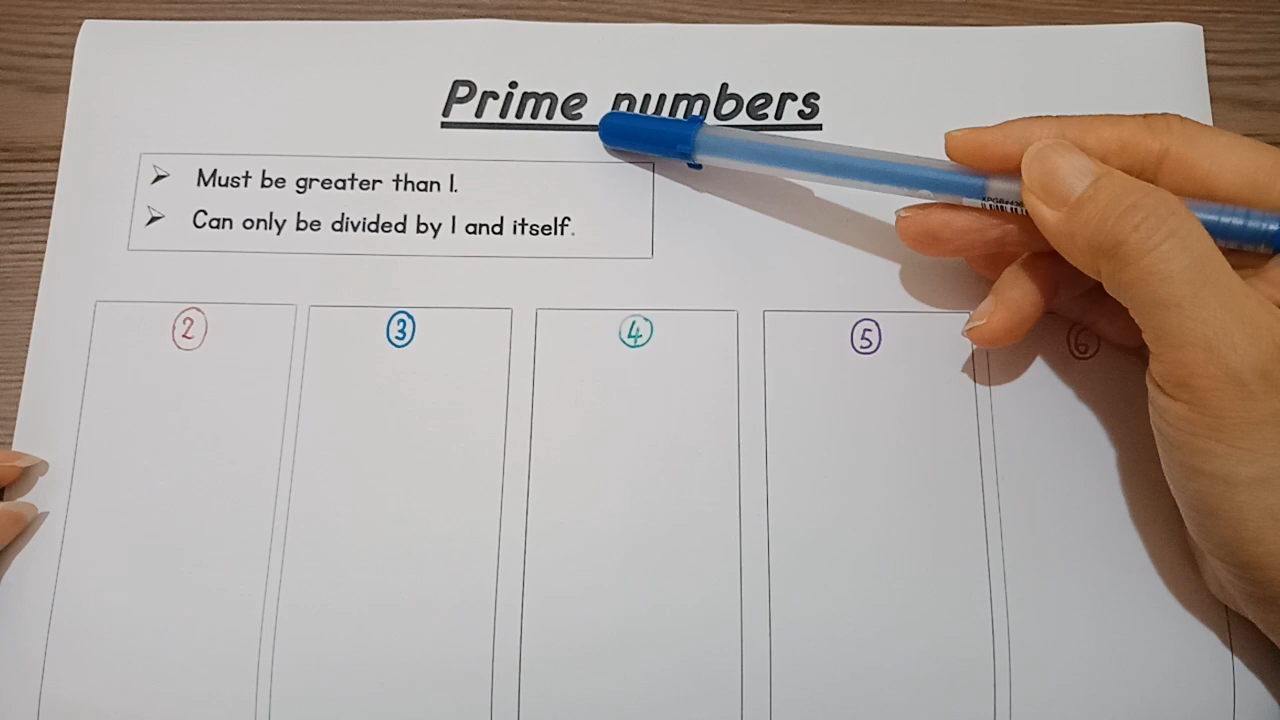 Prime numbers
➢ Must be greater than 1.
➢ Can only be divided by 1 and itself.
2 3 4 5 6